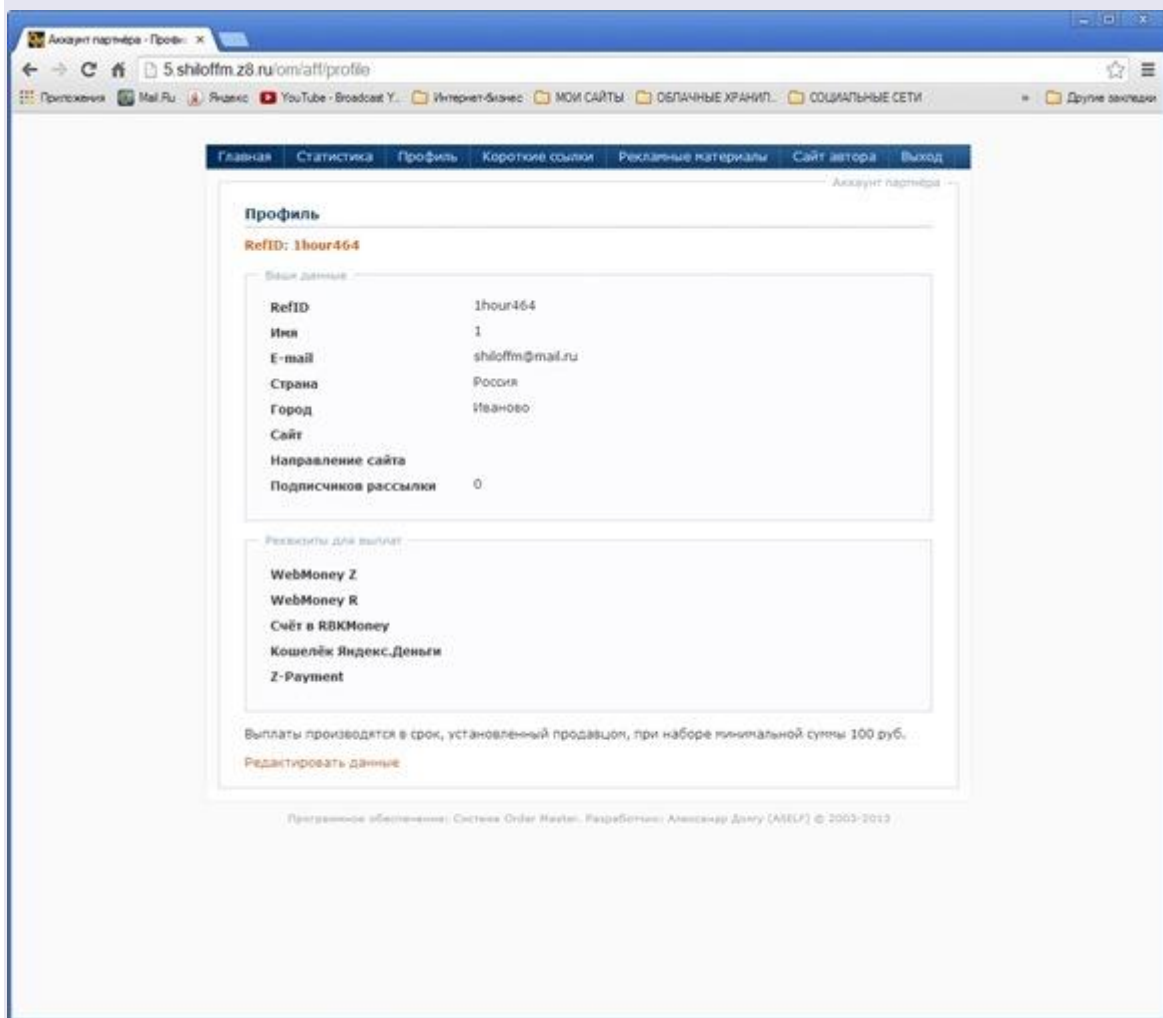 Аккаунт партнёра - Профи
5.shiloffm.z8.ru/om/aff/profile
Приложения Mail.Ru Яндекс YouTube - Broadcast Y... Интернет-бизнес МОИ САЙТЫ ОБЛАЧНЫЕ ХРАНИЛ... СОЦИАЛЬНЫЕ СЕТИ » Другие закладки
Главная Статистика Профиль Короткие ссылки Рекламные материалы Сайт автора Выход
Аккаунт партнёра
Профиль
RefID: 1hour464
Ваши данные
RefID 1hour464
Имя 1
E-mail shiloffm@mail.ru
Страна Россия
Город Иваново
Сайт
Направление сайта
Подписчиков рассылки 0
Реквизиты для выплат
WebMoney Z
WebMoney R
Счёт в RBKMoney
Кошелёк Яндекс.Деньги
Z-Payment
Выплаты производятся в срок, установленный продавцом, при наборе минимальной суммы 100 руб.
Редактировать данные
Программное обеспечение: Система Order Master. Александр Долгу (ASELF) © 2003-2013